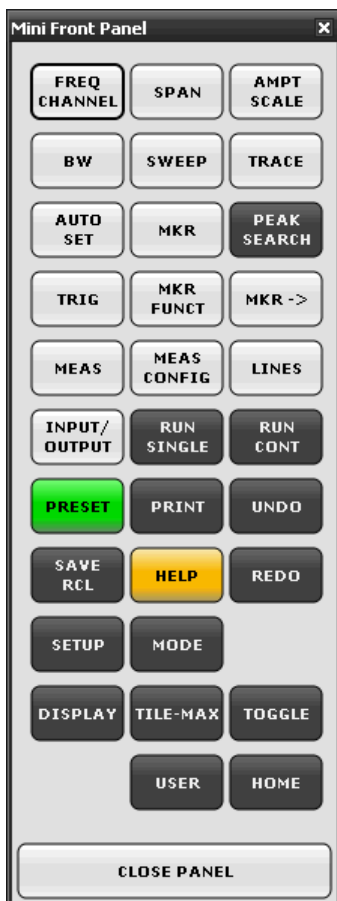 Mini Front Panel x
FREQ
CHANNEL
SPAN
AMPT
SCALE
BW
SWEEP
TRACE
AUTO
SET
MKR
PEAK
SEARCH
TRIG
MKR
FUNCT
MKR ->
MEAS
MEAS
CONFIG
LINES
INPUT/
OUTPUT
RUN
SINGLE
RUN
CONT
PRESET
PRINT
UNDO
SAVE
RCL
HELP
REDO
SETUP
MODE
DISPLAY
TILE-MAX
TOGGLE
USER
HOME
CLOSE PANEL